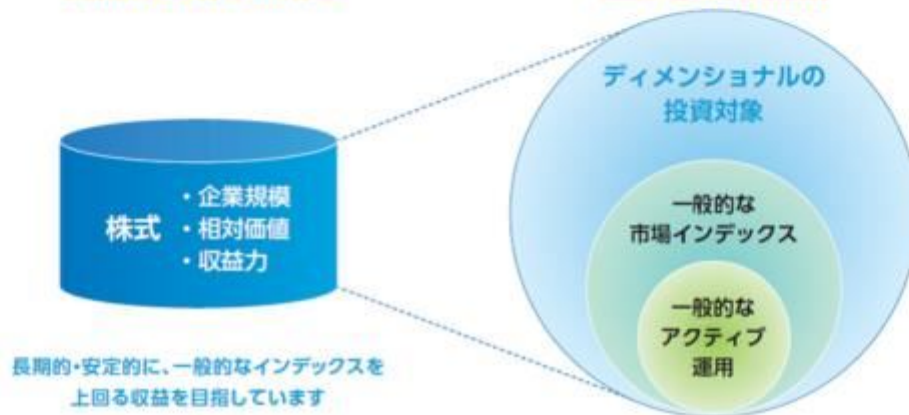 ディメンショナルの
投資対象
株式
・企業規模
・相対価値
・収益力
一般的な
市場インデックス
一般的な
アクティブ
運用
長期的・安定的に、一般的なインデックスを
上回る収益を目指しています